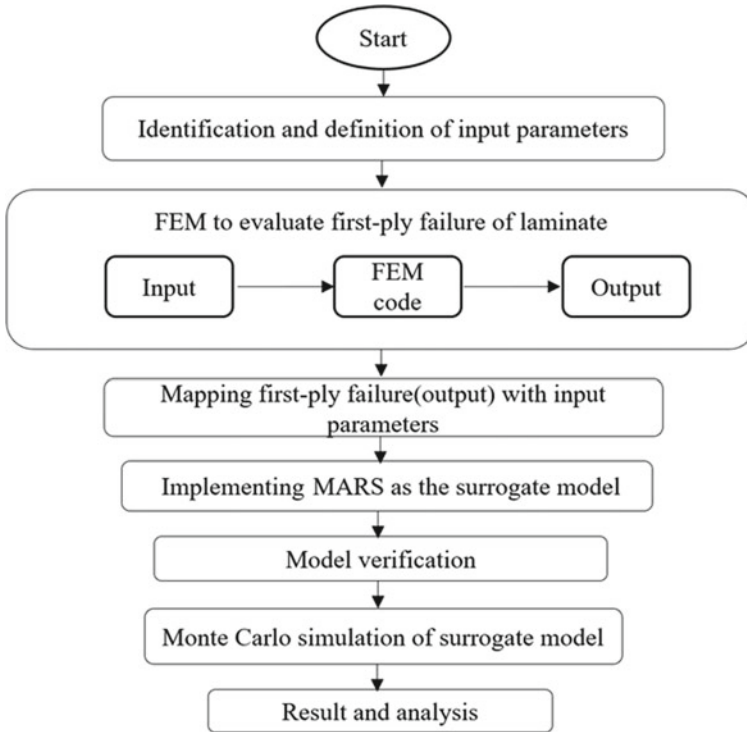 Start
Identification and definition of input parameters
FEM to evaluate first-ply failure of laminate
Input
FEM
code
Output
Mapping first-ply failure(output) with input
parameters
Implementing MARS as the surrogate model
Model verification
Monte Carlo simulation of surrogate model
Result and analysis